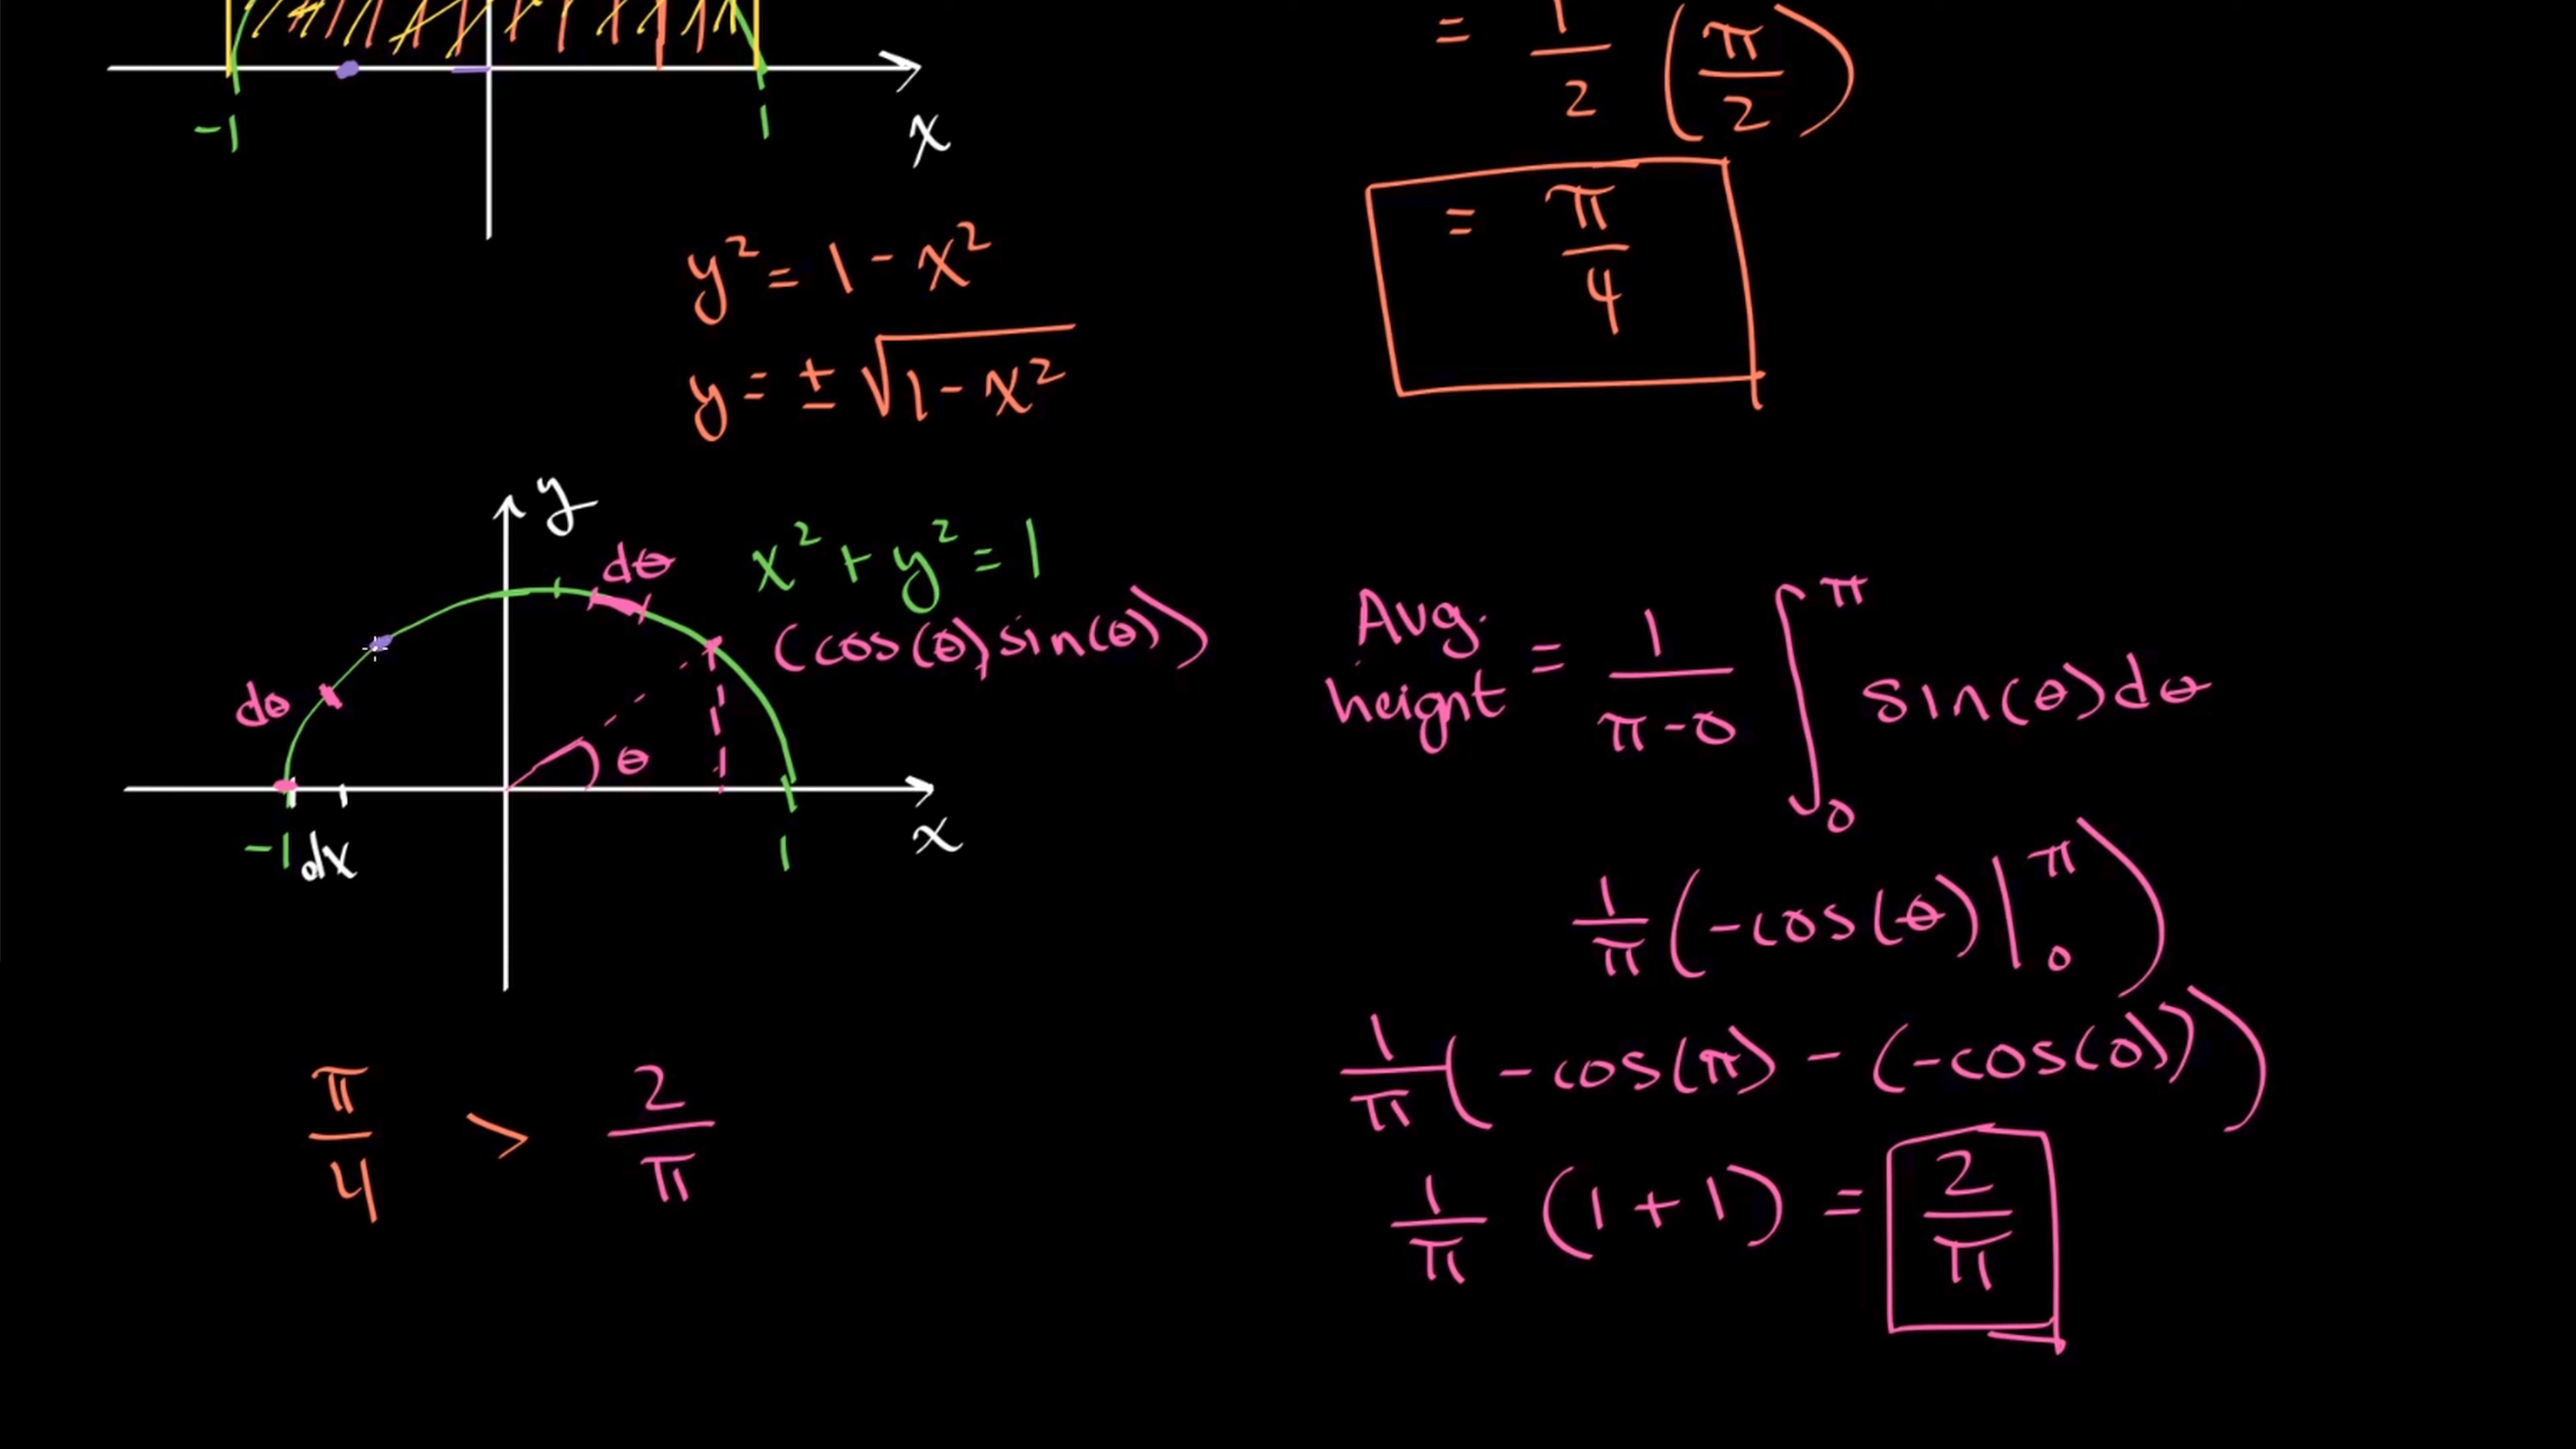 -1
1
x
y² = 1 - x²
y = ± √(1 - x²)
= 1/2 (π/2)
= π/4
y
dθ
x² + y² = 1
(cos(θ), sin(θ))
dθ
θ
-1
dx
1
x
π/4 > 2/π
Avg. height = 1/(π-0) ∫₀^π sin(θ)dθ
1/π (-cos(θ) |₀^π)
1/π (-cos(π) - (-cos(0)))
1/π (1 + 1) = 2/π